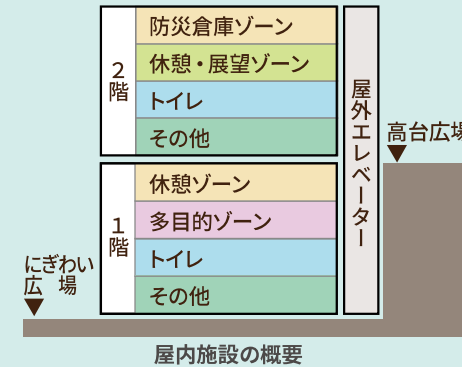 2階
防災倉庫ゾーン
休憩・展望ゾーン
トイレ
その他
1階
休憩ゾーン
多目的ゾーン
トイレ
その他
屋外エレベーター
高台広場
にぎわい
広場
屋内施設の概要